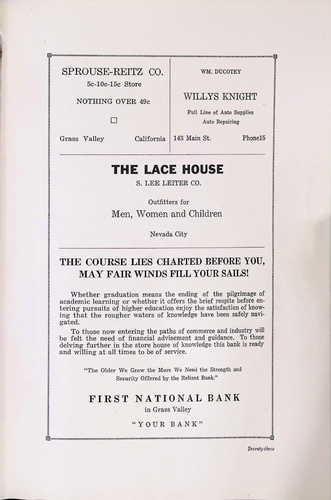 SPROUSE-REITZ CO.
5c-10c-15c Store
NOTHING OVER 49c
Grass Valley California
WM. DUCOTEY
WILLYS KNIGHT
Full Line of Auto Supplies
Auto Repairing
143 Main St. Phone 15
THE LACE HOUSE
S. LEE LEITER CO.
Outfitters for
Men, Women and Children
Nevada City
THE COURSE LIES CHARTED BEFORE YOU,
MAY FAIR WINDS FILL YOUR SAILS!
Whether graduation means the ending of the pilgrimage of
academic learning or whether it offers the brief respite before en-
tering pursuits of higher education enjoy the satisfaction of know-
ing that the rougher waters of knowledge have been safely navi-
gated.
To those now entering the paths of commerce and industry will
be felt the need of financial advisement and guidance. To those
delving further in the store house of knowledge this bank is ready
and willing at all times to be of service.
"The Older We Grow the More We Need the Strength and
Security Offered by the Reliant Bank."
FIRST NATIONAL BANK
in Grass Valley
"YOUR BANK"
Seventy-three